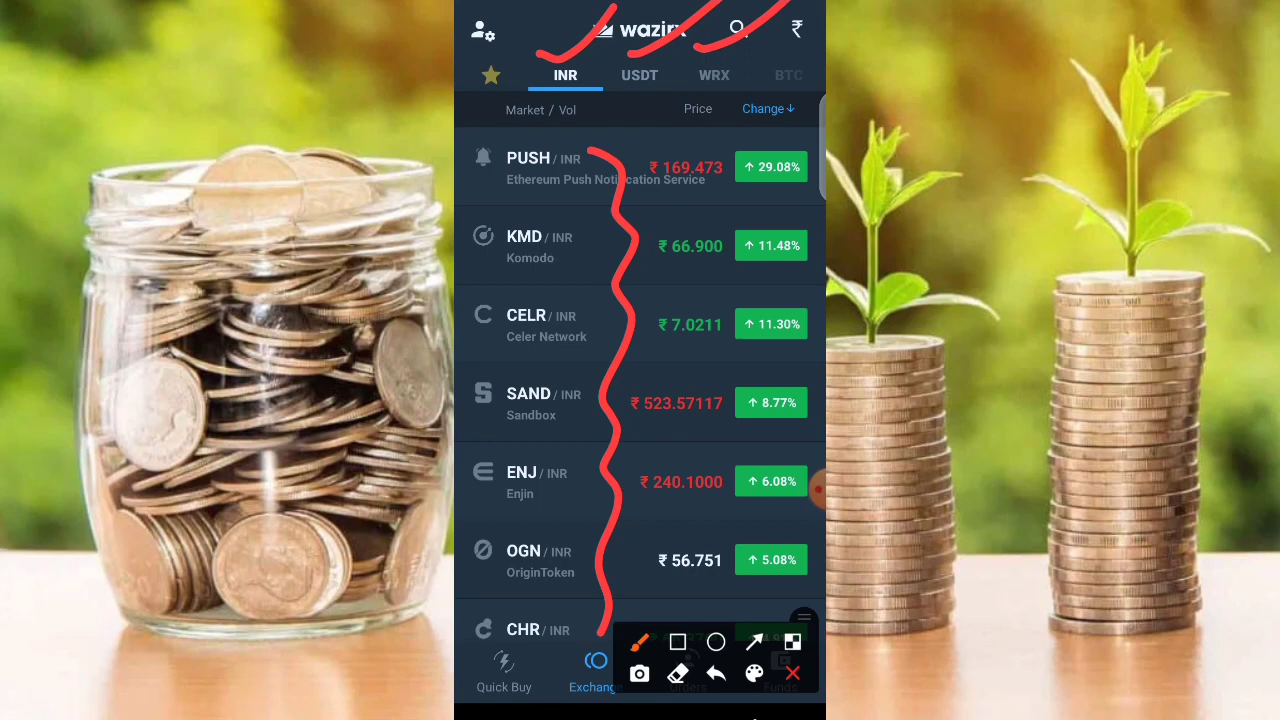 wazirx
₹
INR USDT WRX BTC
Market / Vol Price Change↓
PUSH / INR ₹ 169.473 ↑ 29.08%
Ethereum Push Notification Service
KMD / INR ₹ 66.900 ↑ 11.48%
Komodo
CELR / INR ₹ 7.0211 ↑ 11.30%
Celer Network
SAND / INR ₹ 523.57117 ↑ 8.77%
Sandbox
ENJ / INR ₹ 240.1000 ↑ 6.08%
Enjin
OGN / INR ₹ 56.751 ↑ 5.08%
OriginToken
CHR / INR
Quick Buy Exchange Orders Funds